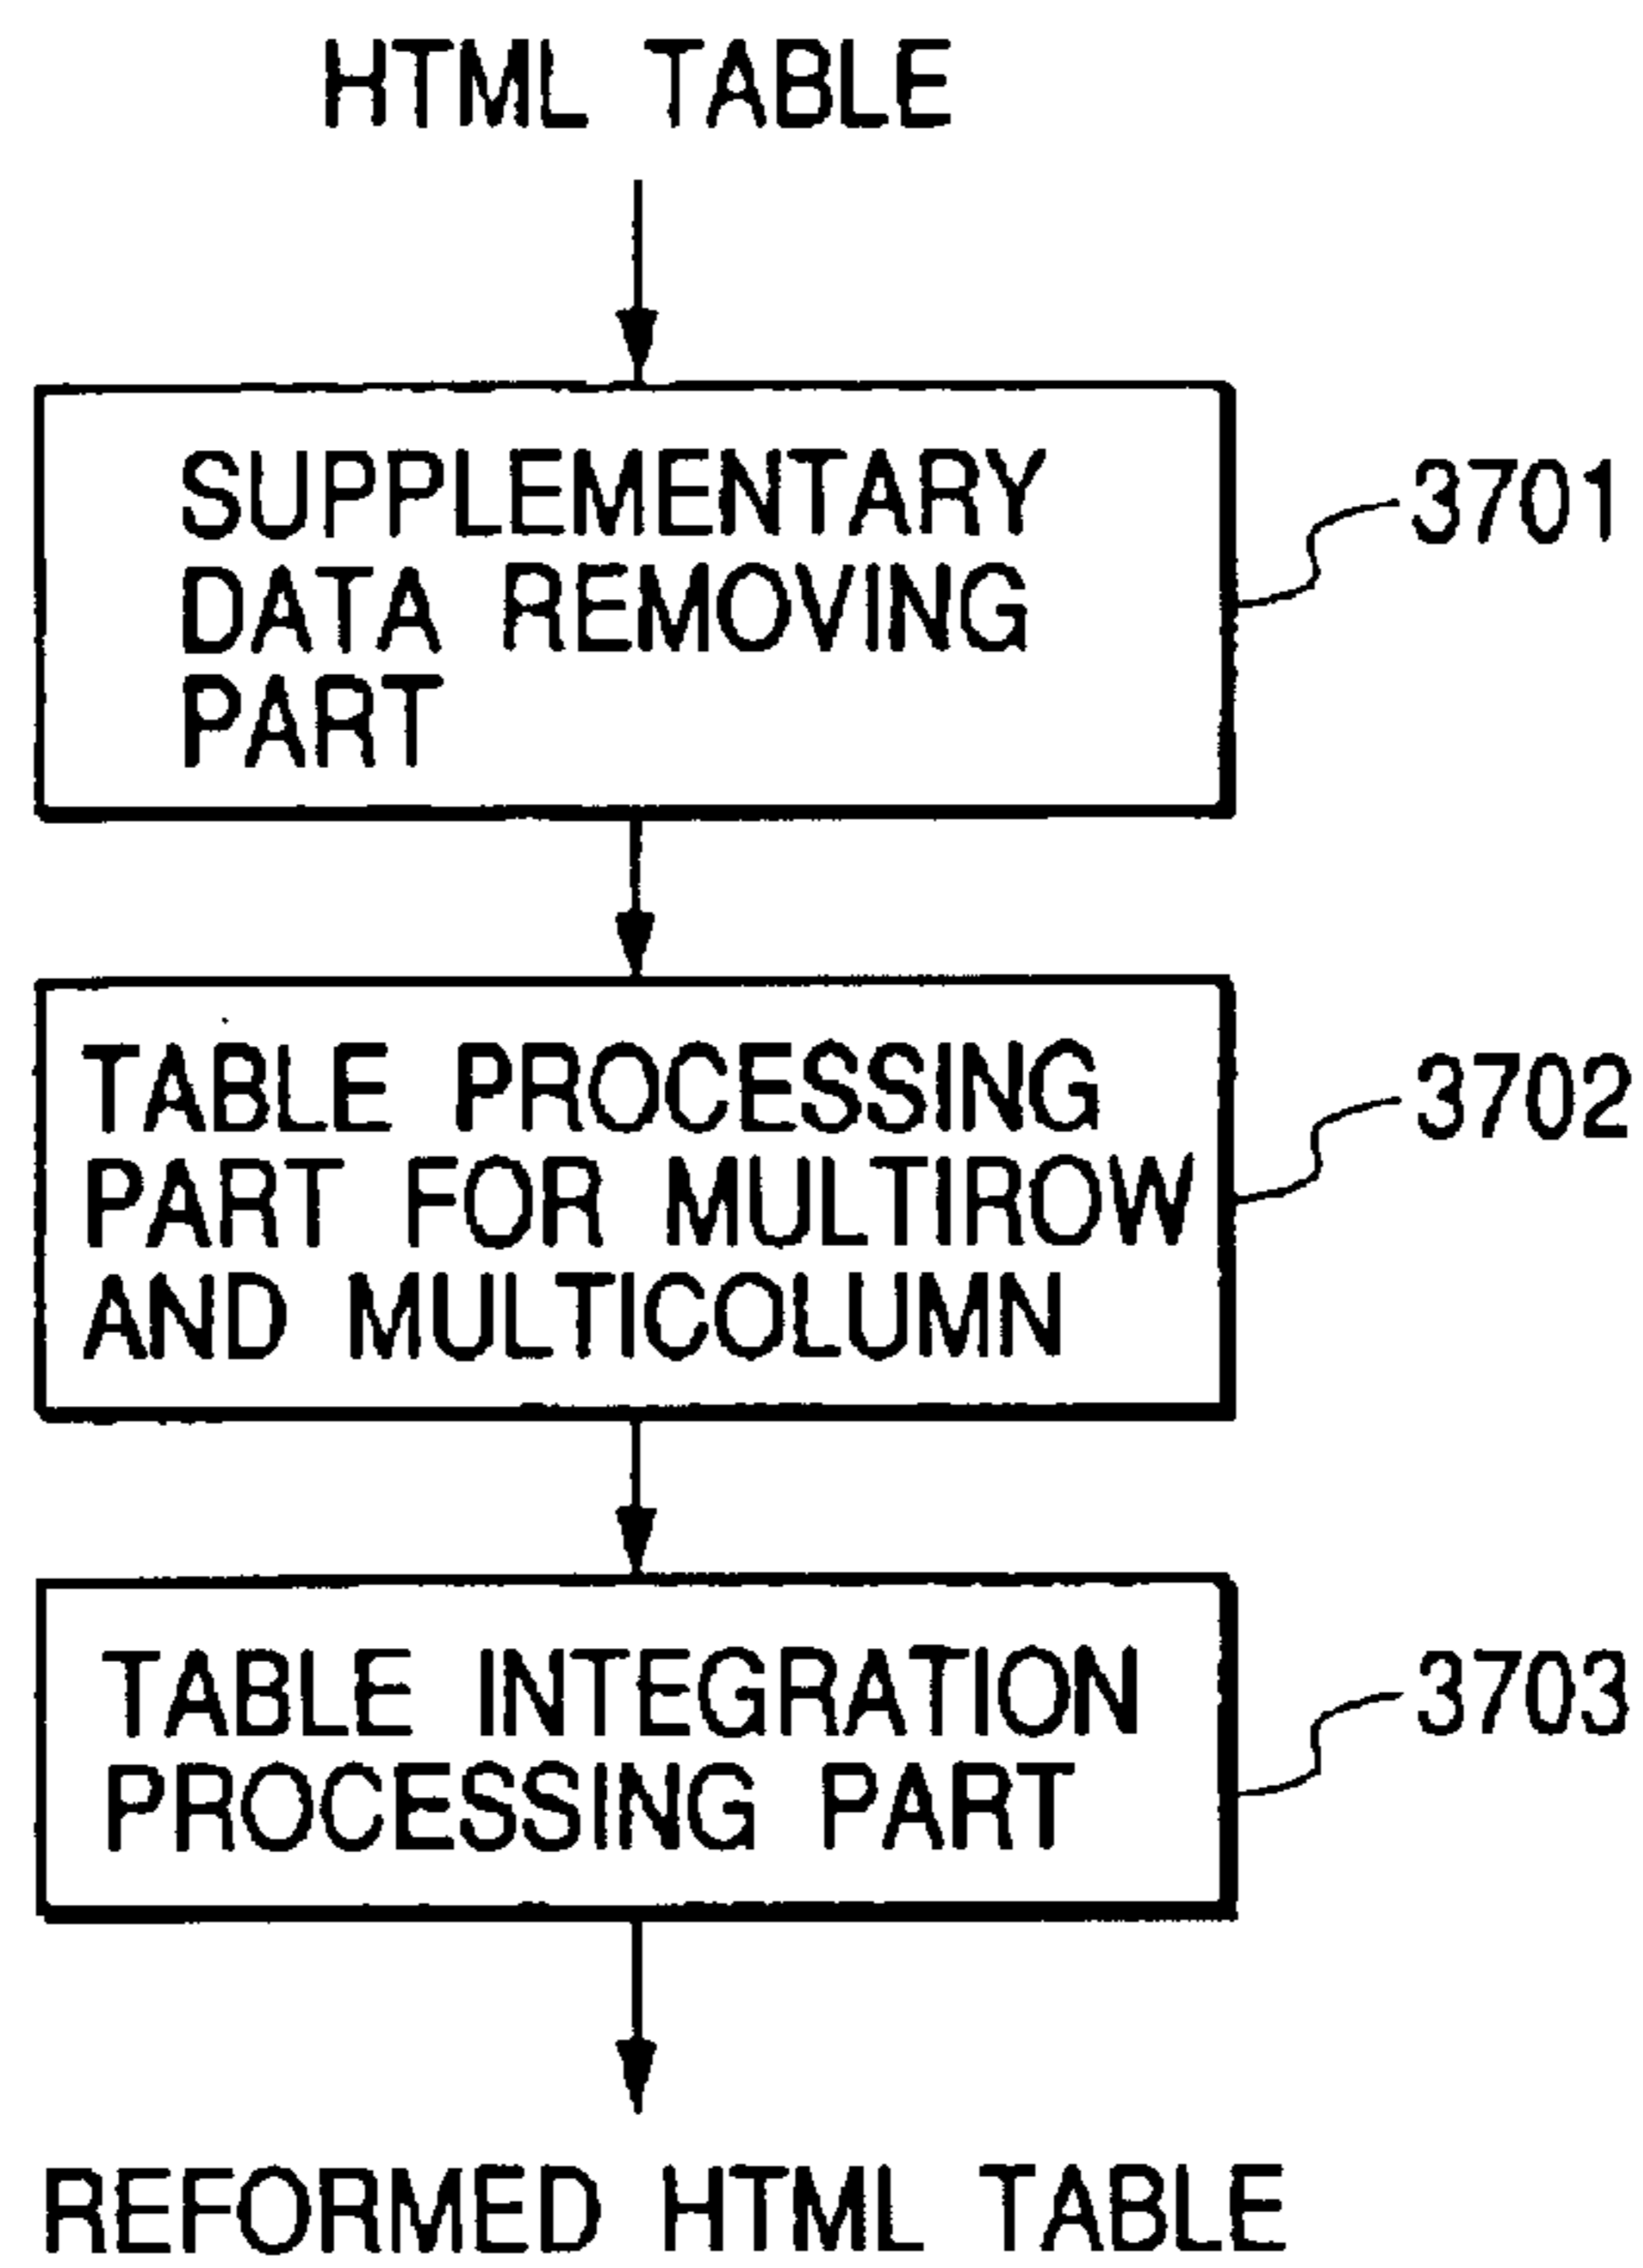 HTML TABLE
SUPPLEMENTARY
DATA REMOVING
PART
3701
TABLE PROCESSING
PART FOR MULTIROW
AND MULTICOLUMN
3702
TABLE INTEGRATION
PROCESSING PART
3703
REFORMED HTML TABLE